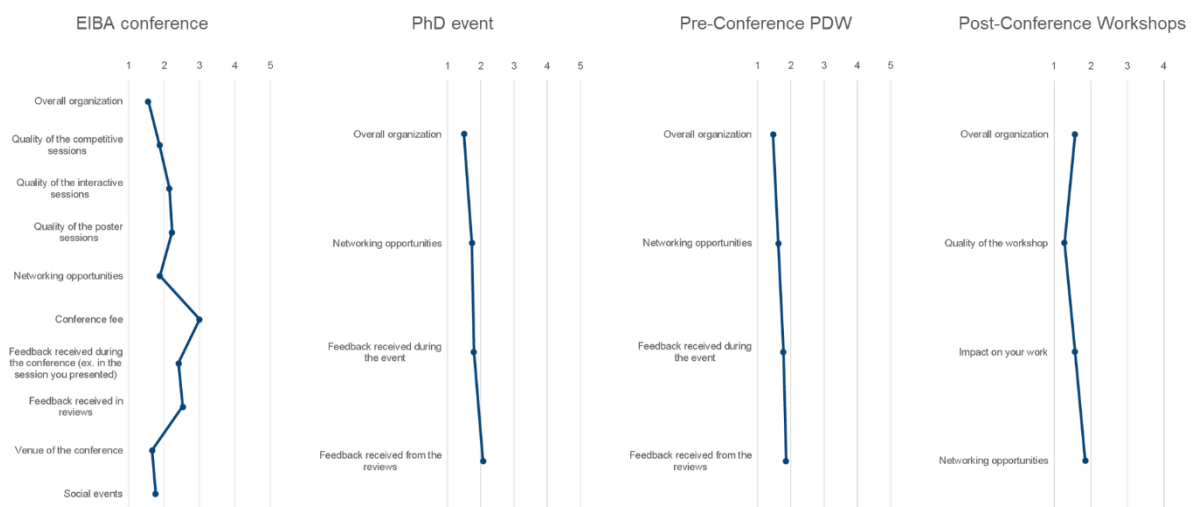 EIBA conference
1 2 3 4 5
Overall organization
Quality of the competitive
sessions
Quality of the interactive
sessions
Quality of the poster
sessions
Networking opportunities
Conference fee
Feedback received during
the conference (ex. in the
session you presented)
Feedback received in
reviews
Venue of the conference
Social events
PhD event
1 2 3 4 5
Overall organization
Networking opportunities
Feedback received during
the event
Feedback received from the
reviews
Pre-Conference PDW
1 2 3 4 5
Overall organization
Networking opportunities
Feedback received during
the event
Feedback received from the
reviews
Post-Conference Workshops
1 2 3 4
Overall organization
Quality of the workshop
Impact on your work
Networking opportunities